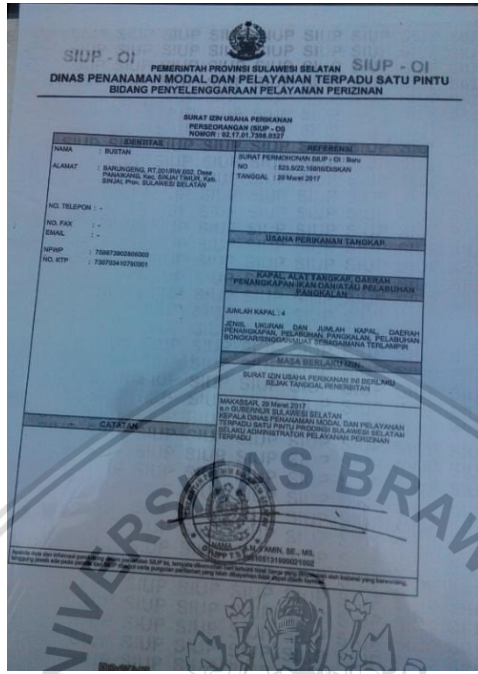 SIUP - OI
SIUP - OI
PEMERINTAH PROVINSI SULAWESI SELATAN
DINAS PENANAMAN MODAL DAN PELAYANAN TERPADU SATU PINTU
BIDANG PENYELENGGARAAN PELAYANAN PERIZINAN
SURAT IZIN USAHA PERIKANAN
PERSEORANGAN (SIUP - OI)
NOMOR : 02.17.01.7308.0327
IDENTITAS
NAMA : BUSTAN
ALAMAT : BARUNGENG, RT.001/RW.002, Desa
PANAIKANG, Kec. SINJAI TIMUR, Kab.
SINJAI, Prov. SULAWESI SELATAN
NO. TELEPON : -
NO. FAX : -
EMAIL : -
NPWP :
NO. KTP :
CATATAN
REFERENSI
SURAT PERMOHONAN SIUP - OI : Baru
NO :
TANGGAL : 29 Maret 2017
USAHA PERIKANAN TANGKAP
KAPAL, ALAT TANGKAP, DAERAH
PENANGKAPAN IKAN DAN/ATAU PELABUHAN
PANGKALAN
JUMLAH KAPAL : 4
JENIS, UKURAN DAN JUMLAH KAPAL, DAERAH
PENANGKAPAN, PELABUHAN PANGKALAN, PELABUHAN
BONGKAR/SINGGAH/MUAT SEBAGAIMANA TERLAMPIR
MASA BERLAKU IZIN
SURAT IZIN USAHA PERIKANAN INI BERLAKU
SEJAK TANGGAL PENERBITAN
MAKASSAR, 29 Maret 2017
a.n GUBERNUR SULAWESI SELATAN
KEPALA DINAS PENANAMAN MODAL DAN PELAYANAN
TERPADU SATU PINTU PROVINSI SULAWESI SELATAN
SELAKU ADMINISTRATOR PELAYANAN PERIZINAN
TERPADU
NAMA
YAMIN, SE., MS.